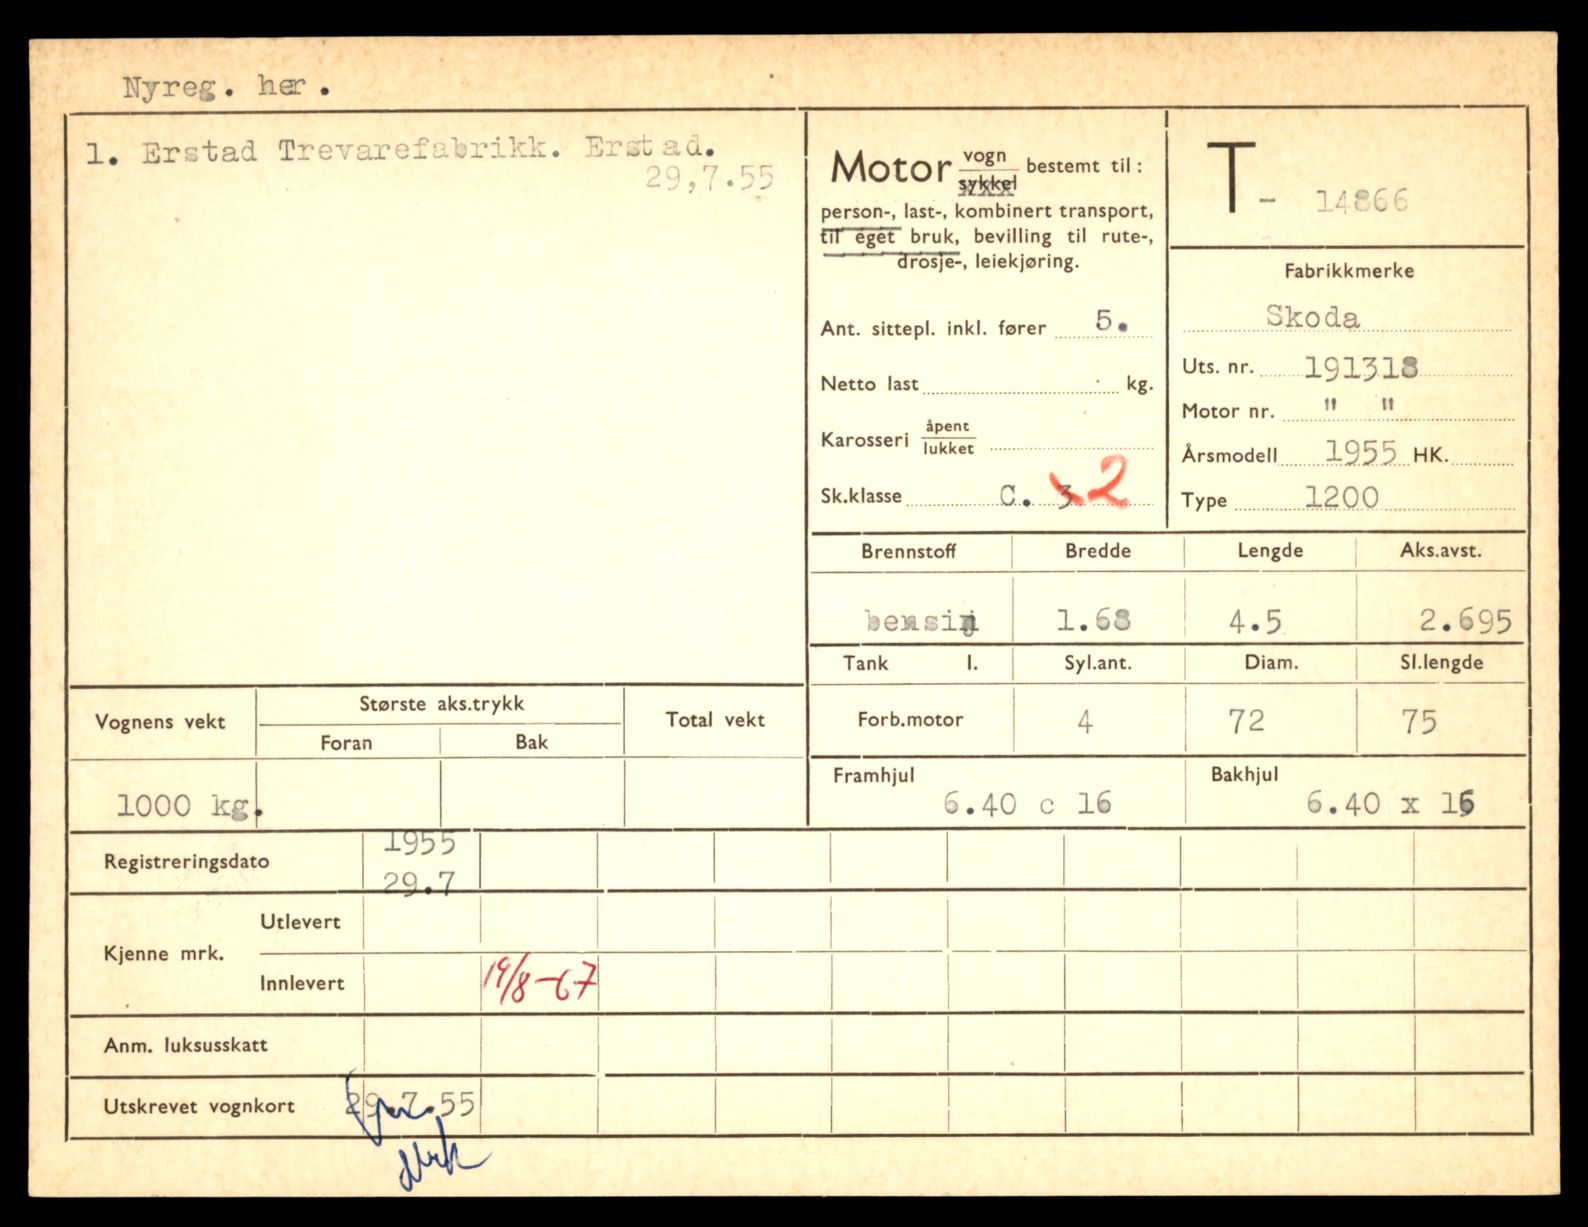 Nyreg. her.
1. Erstad Trevarefabrikk. Erstad.
29,7.55
Motor vogn sykkel bestemt til:
person-, last-, kombinert transport,
til eget bruk, bevilling til rute-,
drosje-, leiekjøring.
Ant. sittepl. inkl. fører 5.
Netto last kg.
Karosseri åpent lukket
Sk.klasse C. 3 2
T- 14866
Fabrikkmerke
Skoda
Uts. nr. 191318
Motor nr. " "
Årsmodell 1955 HK.
Type 1200
Brennstoff Bredde Lengde Aks.avst.
bensin 1.68 4.5 2.695
Tank l. Syl.ant. Diam. Sl.lengde
Forb.motor 4 72 75
Framhjul Bakhjul
6.40 c 16 6.40 x 16
Vognens vekt Største aks.trykk Total vekt
Foran Bak
1000 kg.
Registreringsdato 1955
29.7
Kjenne mrk. Utlevert
Innlevert 19/8-67
Anm. luksusskatt
Utskrevet vognkort 29.7.55